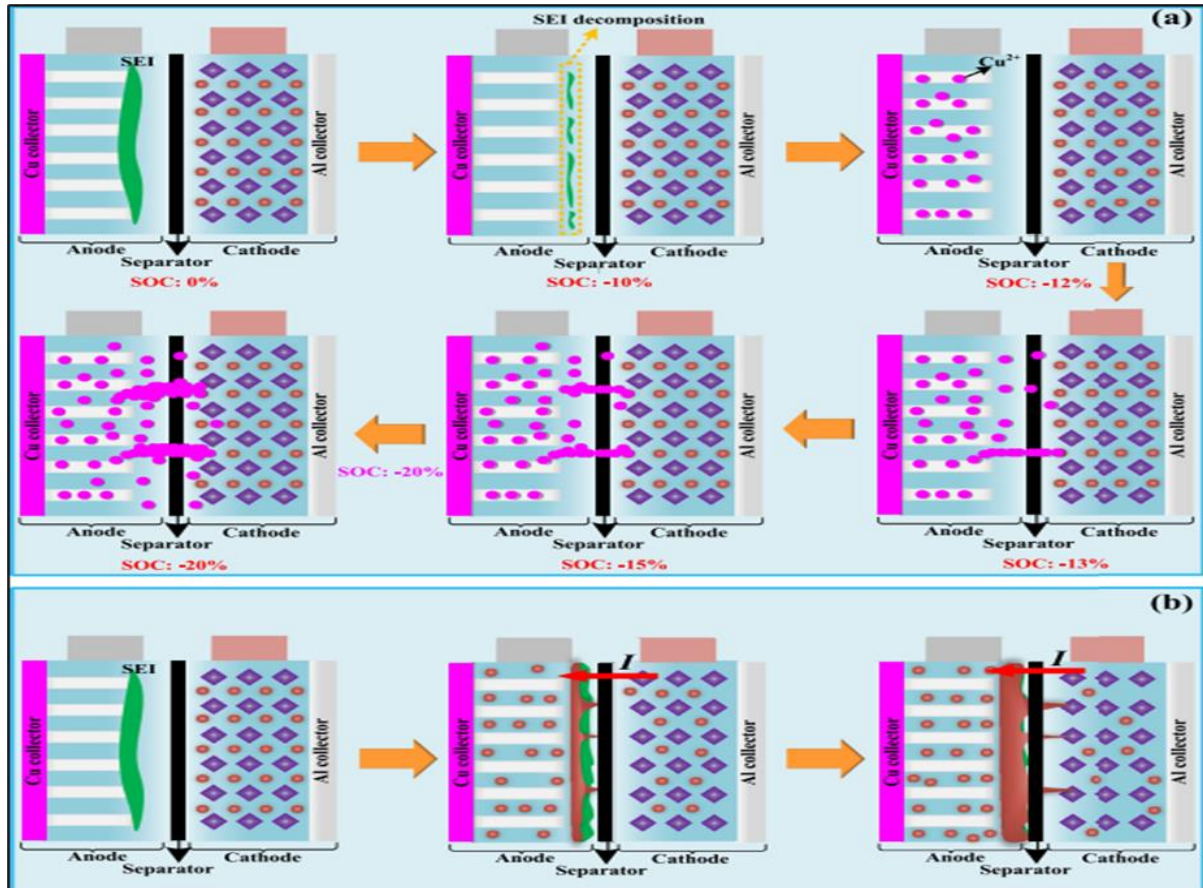 (a)
SEI decomposition
SEI
Cu collector
Al collector
Anode
Cathode
Separator
SOC: 0%
Cu collector
Al collector
Anode
Cathode
Separator
SOC: -10%
Cu²⁺
Cu collector
Al collector
Anode
Cathode
Separator
SOC: -12%
Cu collector
Al collector
Anode
Cathode
Separator
SOC: -20%
SOC: -20%
Cu collector
Al collector
Anode
Cathode
Separator
SOC: -15%
Cu collector
Al collector
Anode
Cathode
Separator
SOC: -13%
(b)
SEI
Cu collector
Al collector
Anode
Cathode
Separator
I
Cu collector
Al collector
Anode
Cathode
Separator
I
Cu collector
Al collector
Anode
Cathode
Separator